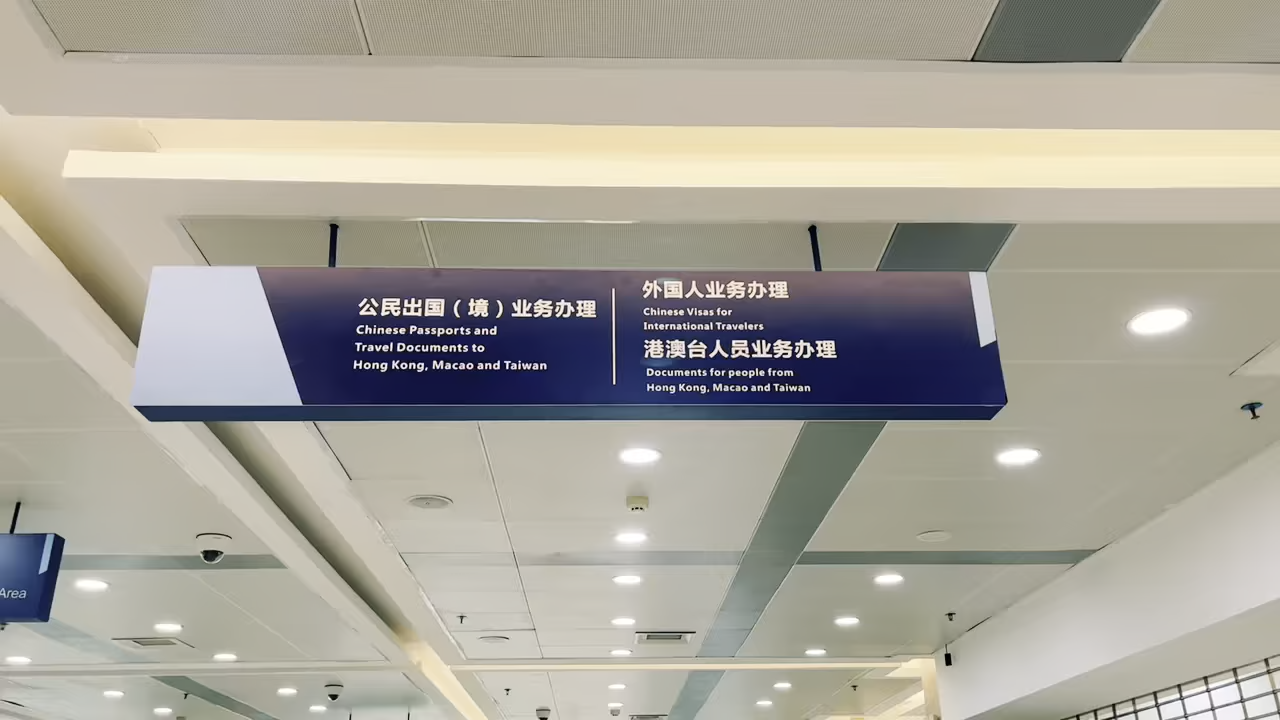 公民出国（境）业务办理
Chinese Passports and
Travel Documents to
Hong Kong, Macao and Taiwan
外国人业务办理
Chinese Visas for
International Travelers
港澳台人员业务办理
Documents for people from
Hong Kong, Macao and Taiwan
Area